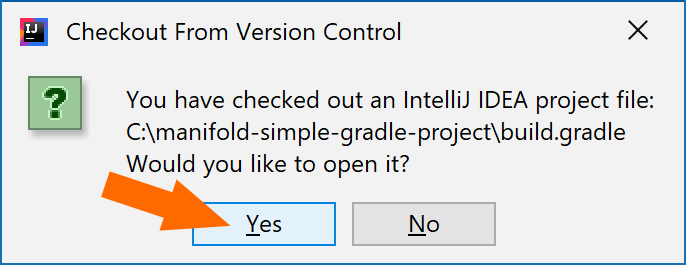 IJ
Checkout From Version Control
You have checked out an IntelliJ IDEA project file:
C:\manifold-simple-gradle-project\build.gradle
Would you like to open it?
Yes
No